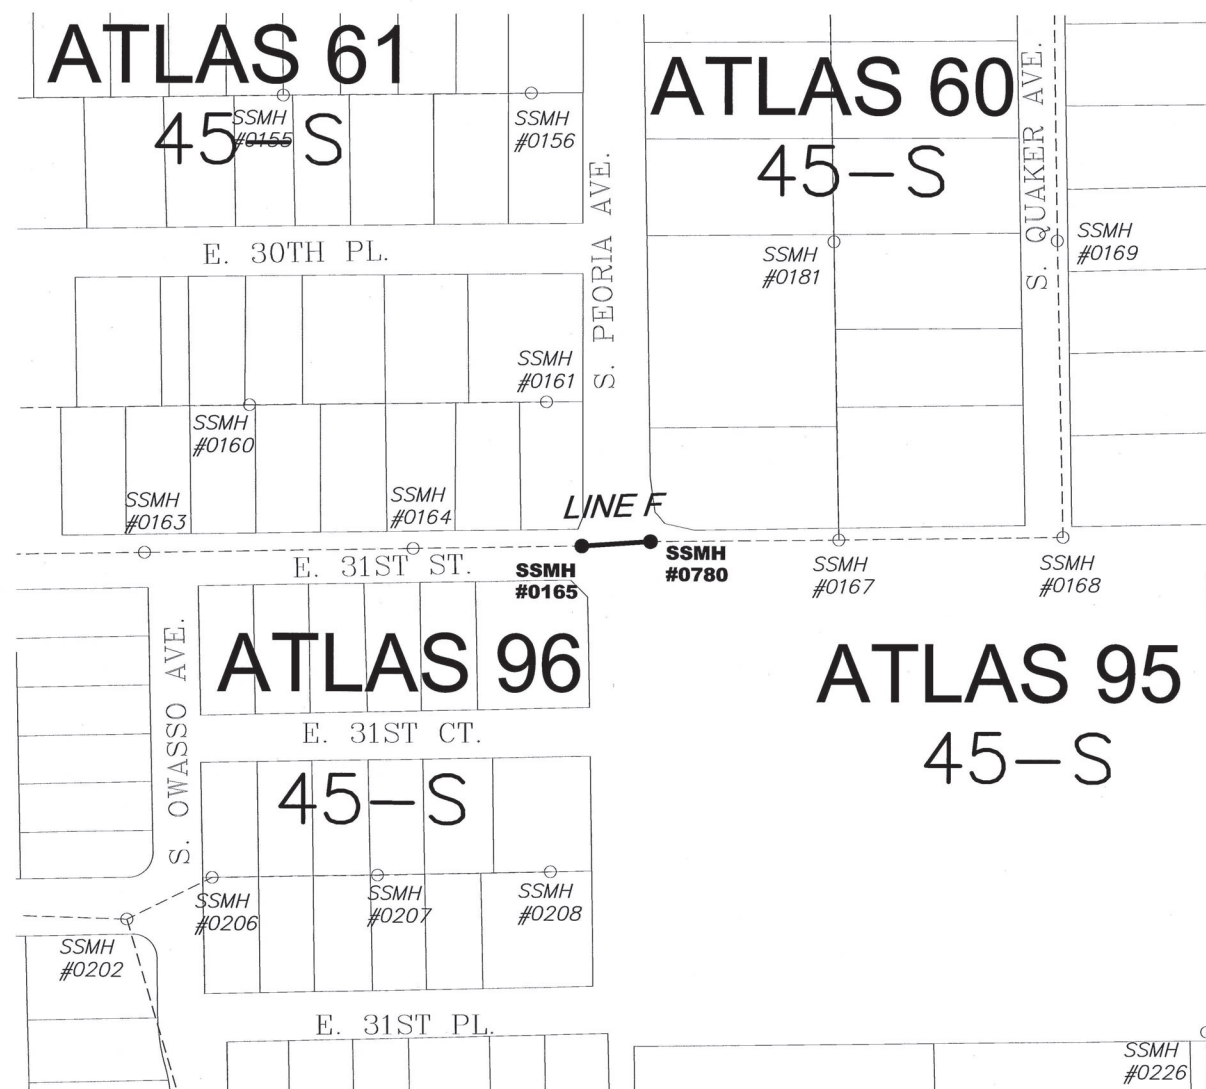 ATLAS 61
45-S
SSMH
#0155
SSMH
#0156
S. PEORIA AVE.
ATLAS 60
45-S
S. QUAKER AVE.
SSMH
#0181
SSMH
#0169
E. 30TH PL.
SSMH
#0161
SSMH
#0160
SSMH
#0163
SSMH
#0164
LINE F
E. 31ST ST.
SSMH
#0165
SSMH
#0780
SSMH
#0167
SSMH
#0168
S. OWASSO AVE.
ATLAS 96
45-S
ATLAS 95
45-S
E. 31ST CT.
SSMH
#0206
SSMH
#0207
SSMH
#0208
SSMH
#0202
E. 31ST PL.
SSMH
#0226